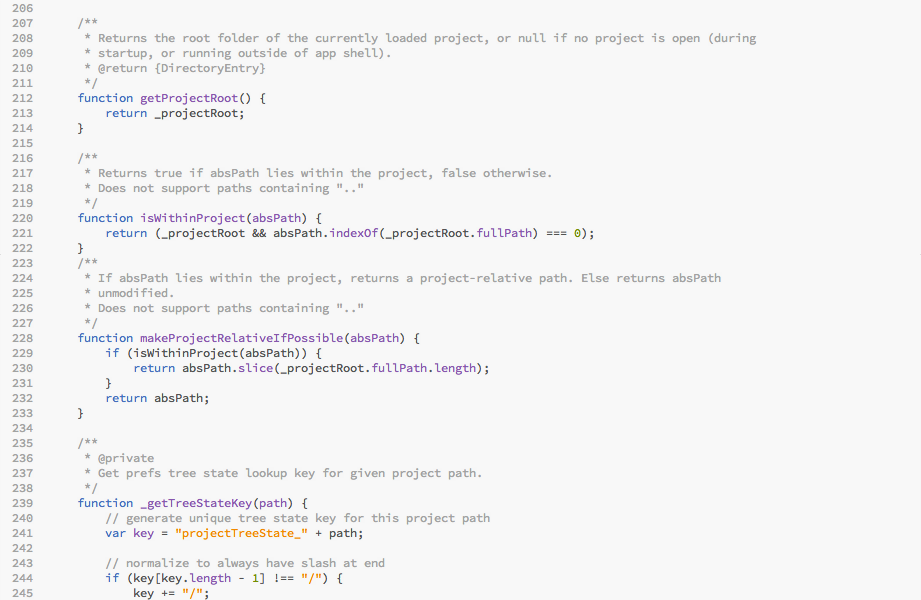 206
207 /**
208 * Returns the root folder of the currently loaded project, or null if no project is open (during
209 * startup, or running outside of app shell).
210 * @return {DirectoryEntry}
211 */
212 function getProjectRoot() {
213 return _projectRoot;
214 }
215
216 /**
217 * Returns true if absPath lies within the project, false otherwise.
218 * Does not support paths containing ".."
219 */
220 function isWithinProject(absPath) {
221 return (_projectRoot && absPath.indexOf(_projectRoot.fullPath) === 0);
222 }
223 /**
224 * If absPath lies within the project, returns a project-relative path. Else returns absPath
225 * unmodified.
226 * Does not support paths containing ".."
227 */
228 function makeProjectRelativeIfPossible(absPath) {
229 if (isWithinProject(absPath)) {
230 return absPath.slice(_projectRoot.fullPath.length);
231 }
232 return absPath;
233 }
234
235 /**
236 * @private
237 * Get prefs tree state lookup key for given project path.
238 */
239 function _getTreeStateKey(path) {
240 // generate unique tree state key for this project path
241 var key = "projectTreeState_" + path;
242
243 // normalize to always have slash at end
244 if (key[key.length - 1] !== "/") {
245 key += "/";